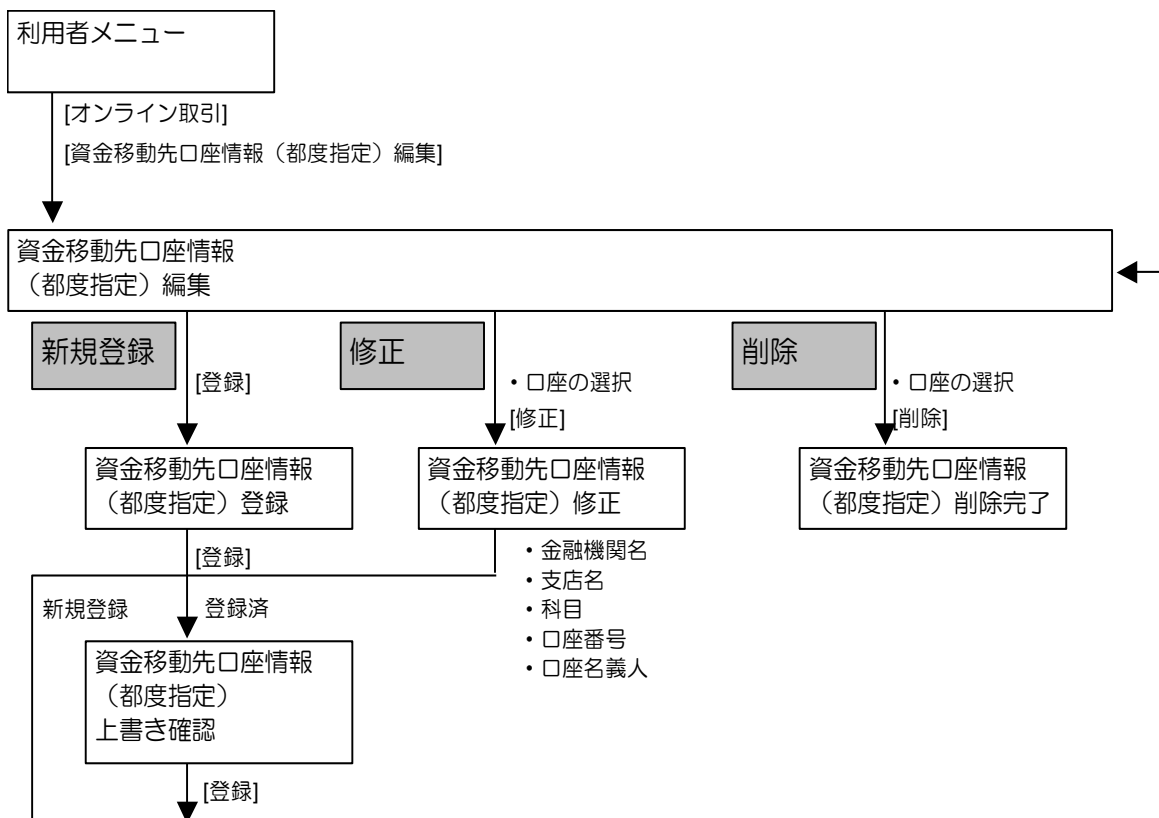 利用者メニュー
[オンライン取引]
[資金移動先口座情報（都度指定）編集]
資金移動先口座情報
（都度指定）編集
新規登録
[登録]
修正
・口座の選択
[修正]
削除
・口座の選択
[削除]
資金移動先口座情報
（都度指定）登録
資金移動先口座情報
（都度指定）修正
資金移動先口座情報
（都度指定）削除完了
[登録]
・金融機関名
・支店名
・科目
・口座番号
・口座名義人
新規登録
登録済
資金移動先口座情報
（都度指定）
上書き確認
[登録]